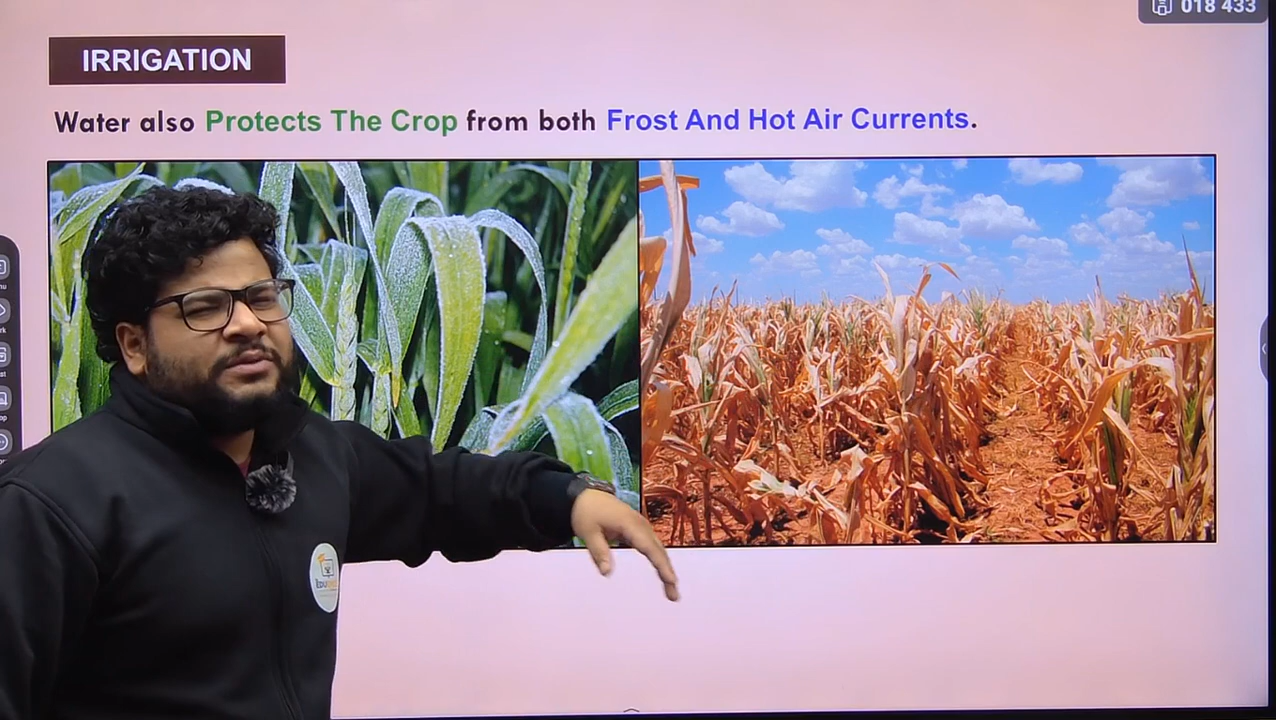 018 433
IRRIGATION
Water also Protects The Crop from both Frost And Hot Air Currents.